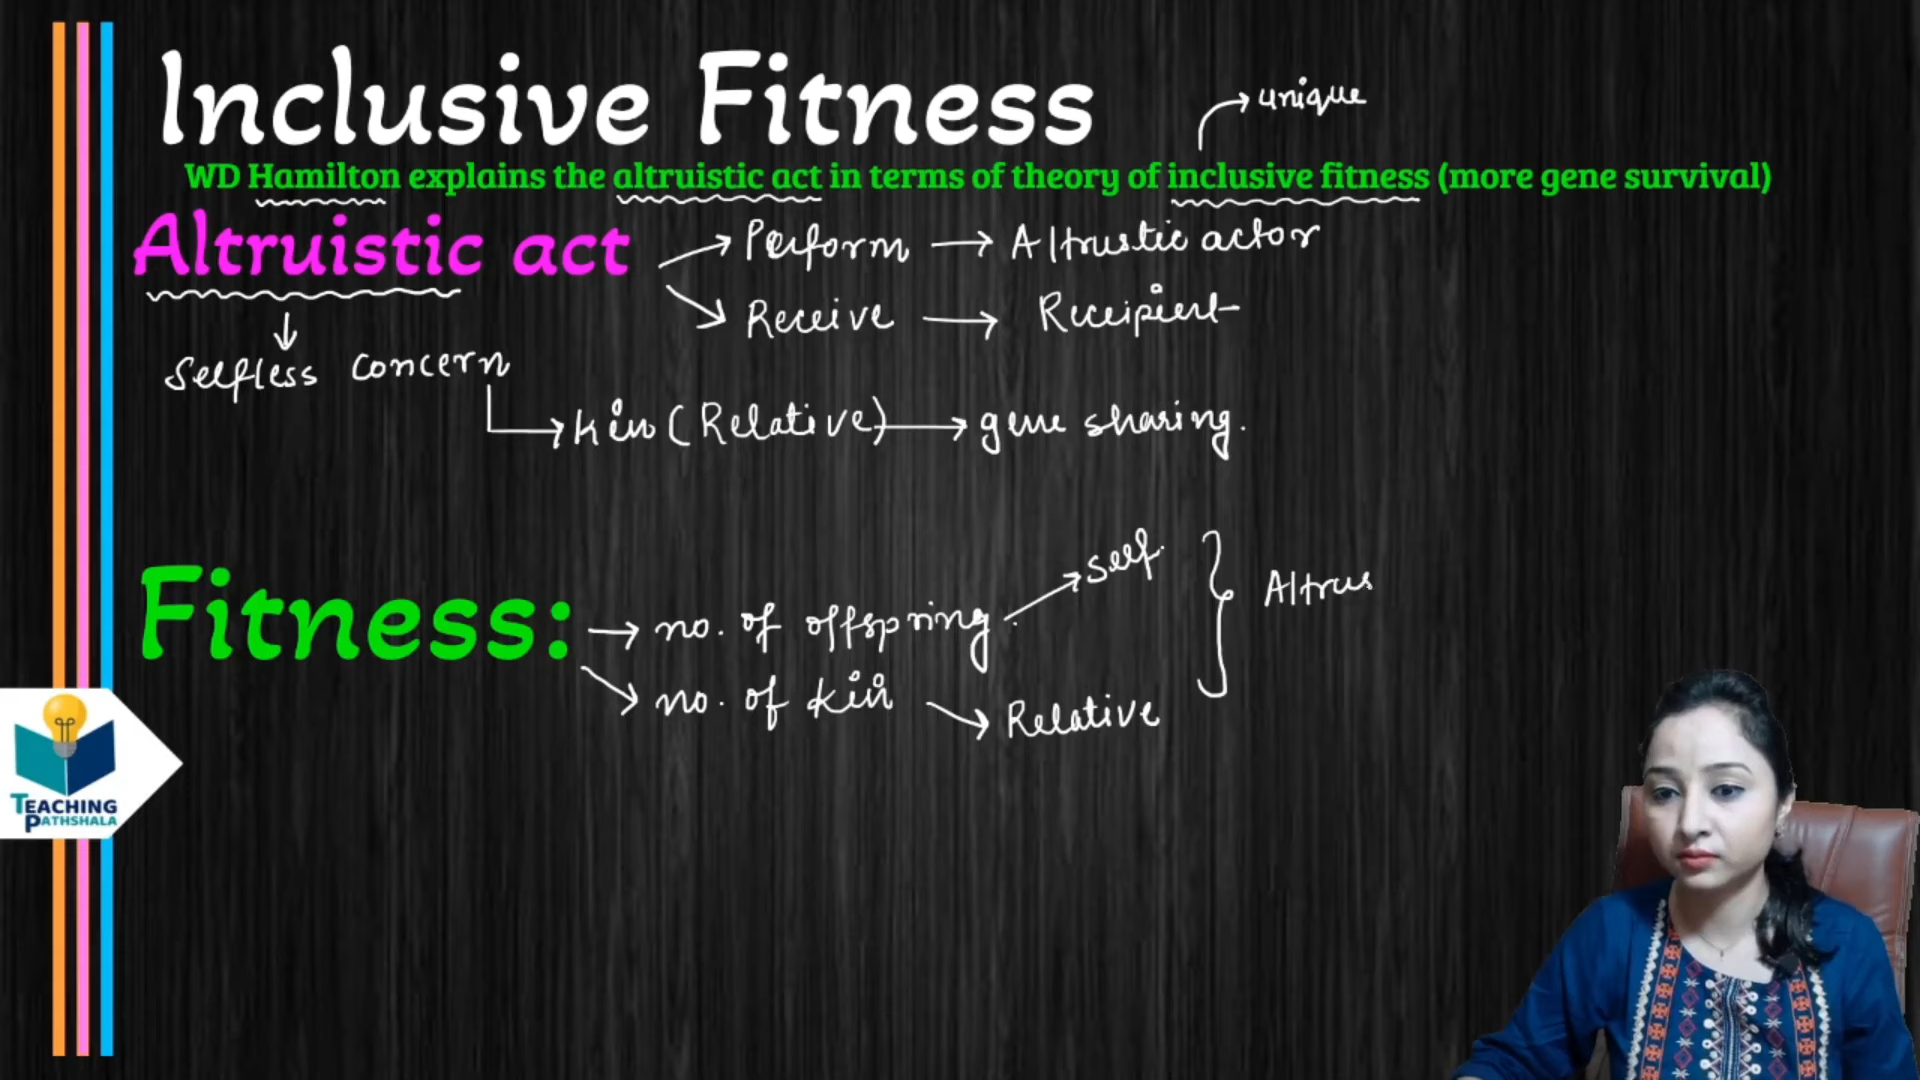 Inclusive Fitness
unique
WD Hamilton explains the altruistic act in terms of theory of inclusive fitness (more gene survival)
Altruistic act
Perform → Altrustic actor
Receive → Receipient
Selfless concern
kin (Relative) → gene sharing.
self.
Altrus
Fitness: → no. of offspring
no. of kin
Relative
TEACHING
PATHSHALA